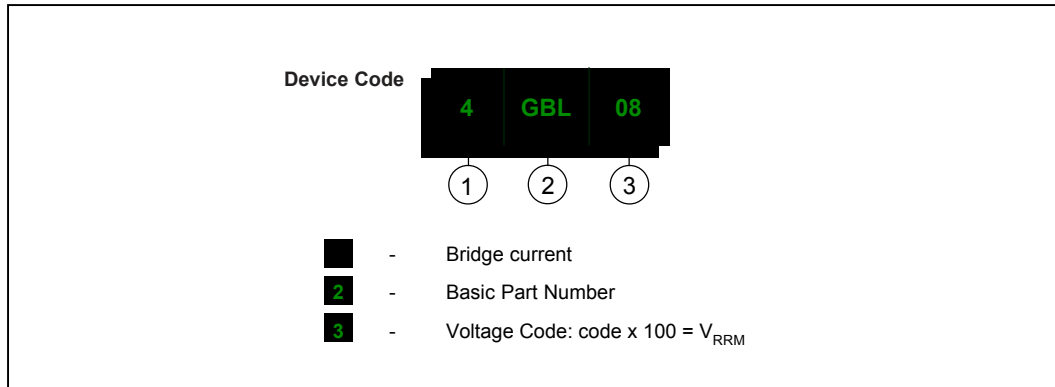 Device Code
4 GBL 08
1 2 3
- Bridge current
2 - Basic Part Number
3 - Voltage Code: code x 100 = VRRM